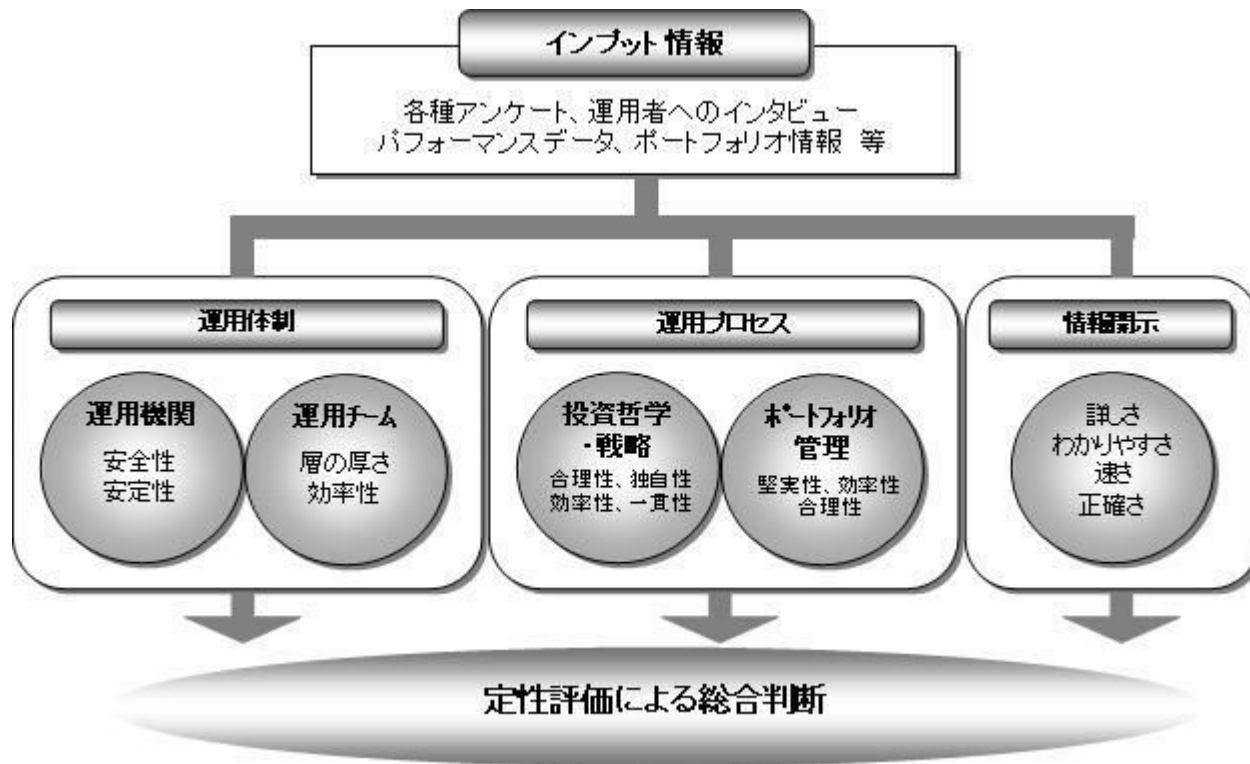 インプット情報
各種アンケート、運用者へのインタビュー
パフォーマンスデータ、ポートフォリオ情報 等
運用体制
運用機関
安全性
安定性
運用チーム
層の厚さ
効率性
運用プロセス
投資哲学
・戦略
合理性、独自性
効率性、一貫性
ポートフォリオ
管理
堅実性、効率性
合理性
情報開示
詳しさ
わかりやすさ
速さ
正確さ
定性評価による総合判断